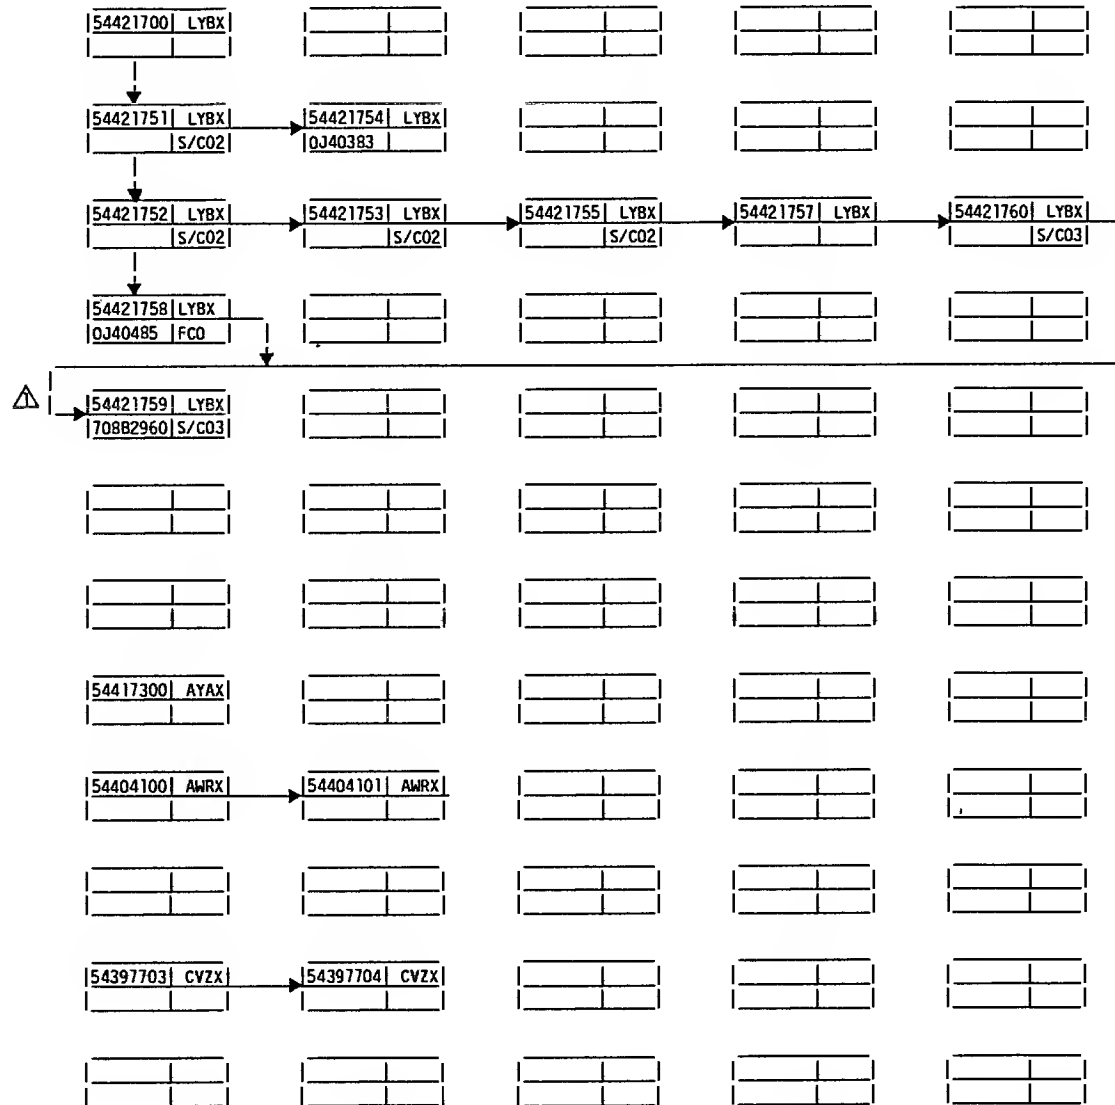 54421700 LYBX
54421751 LYBX 54421754 LYBX
S/C02 0J40383
54421752 LYBX 54421753 LYBX 54421755 LYBX 54421757 LYBX 54421760 LYBX
S/C02 S/C02 S/C02 S/C03
54421758 LYBX
0J40485 FCO
1 54421759 LYBX
70882960 S/C03
54417300 AYAX
54404100 AWRX 54404101 AWRX
54397703 CVZX 54397704 CVZX